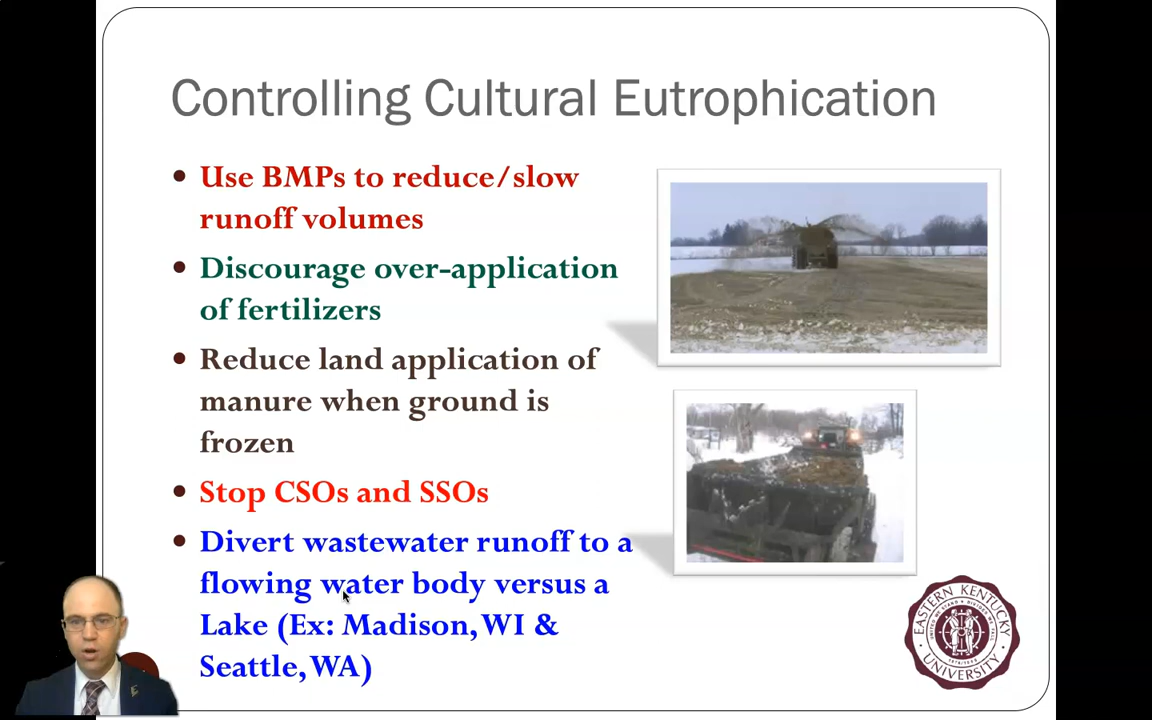 Controlling Cultural Eutrophication
• Use BMPs to reduce/slow
runoff volumes
• Discourage over-application
of fertilizers
• Reduce land application of
manure when ground is
frozen
• Stop CSOs and SSOs
• Divert wastewater runoff to a
flowing water body versus a
Lake (Ex: Madison, WI &
Seattle, WA)
EASTERN KENTUCKY
UNIVERSITY